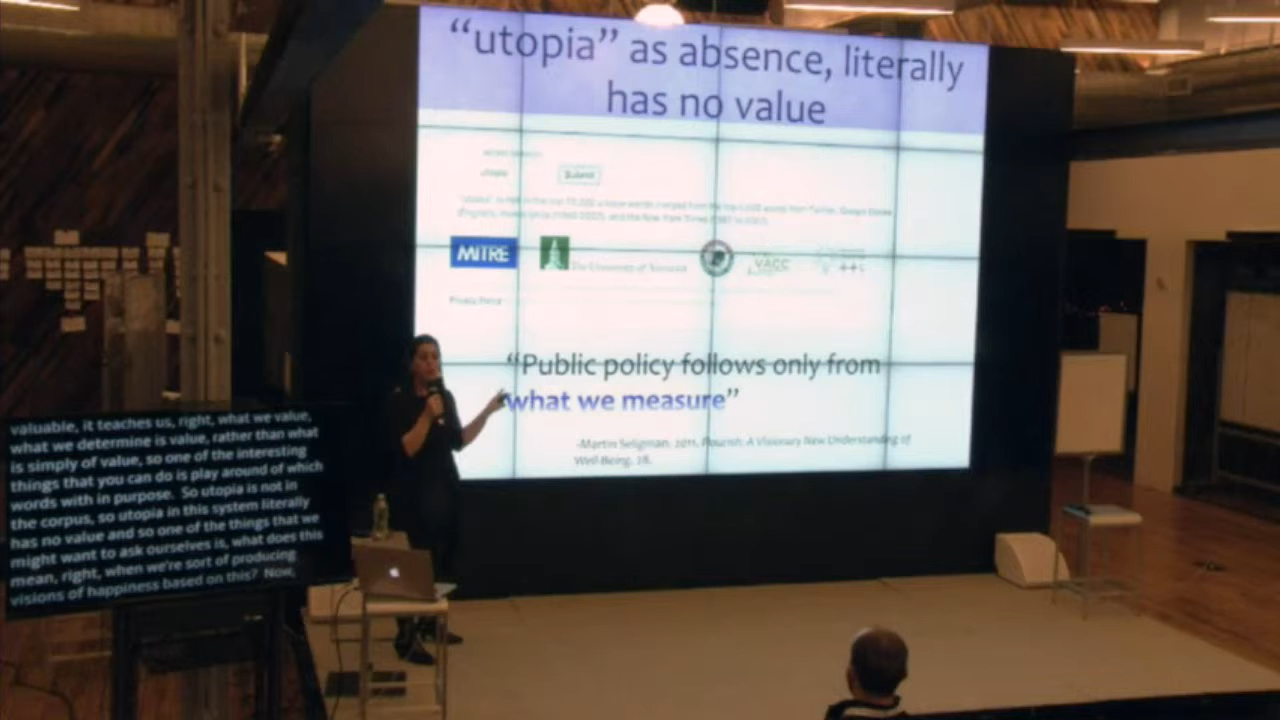 “utopia” as absence, literally
has no value
Submit
MITRE
The University of
VACC
“Public policy follows only from
what we measure”
-Martin Seligman. 2011. Flourish: A Visionary New Understanding of
Well-Being. 28.
valuable, it teaches us, right, what we value,
what we determine is value, rather than what
is simply of value, so one of the interesting
things that you can do is play around of which
words with in purpose. So utopia is not in
the corpus, so utopia in this system literally
has no value and so one of the things that we
might want to ask ourselves is, what does this
mean, right, when we're sort of producing
visions of happiness based on this? Now,